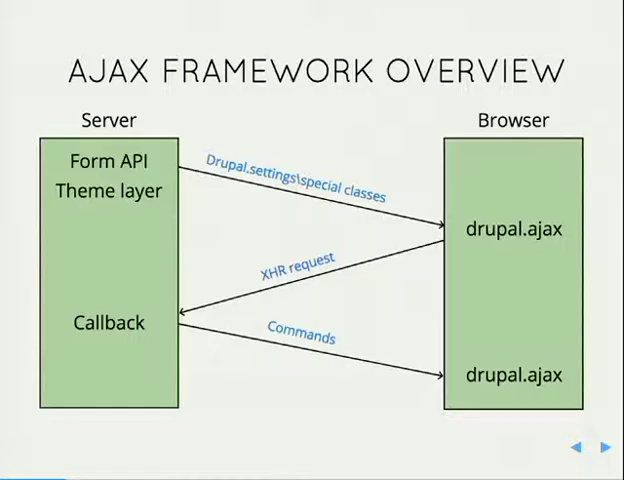 AJAX FRAMEWORK OVERVIEW
Server
Browser
Form API
Theme layer
Drupal.settings\special classes
drupal.ajax
XHR request
Callback
Commands
drupal.ajax